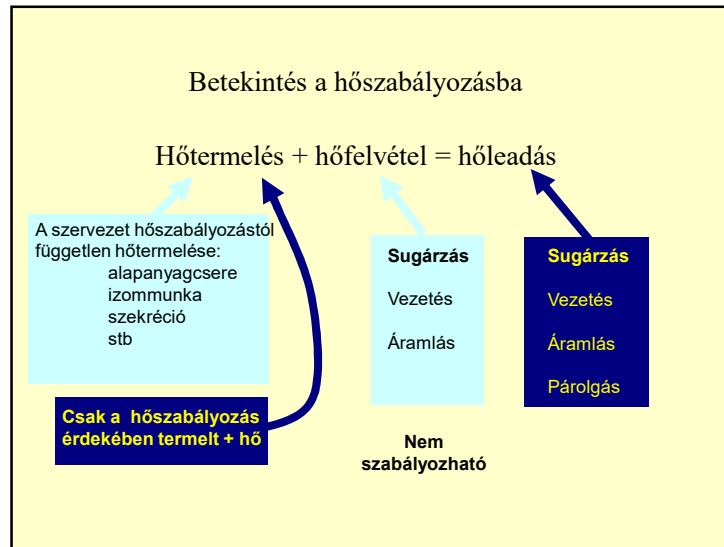 Betekintés a hőszabályozásba
Hőtermelés + hőfelvétel = hőleadás
A szervezet hőszabályozástól
független hőtermelése:
alapanyagcsere
izommunka
szekréció
stb
Csak a hőszabályozás
érdekében termelt + hő
Sugárzás
Vezetés
Áramlás
Nem
szabályozható
Sugárzás
Vezetés
Áramlás
Párolgás